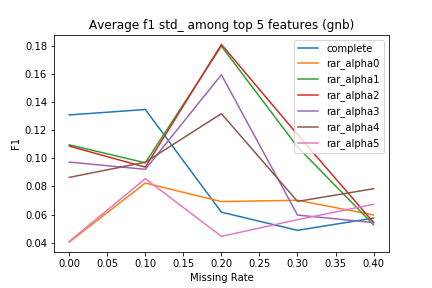 Average f1 std_ among top 5 features (gnb)
F1
0.18
0.16
0.14
0.12
0.10
0.08
0.06
0.04
complete
rar_alpha0
rar_alpha1
rar_alpha2
rar_alpha3
rar_alpha4
rar_alpha5
0.00 0.05 0.10 0.15 0.20 0.25 0.30 0.35 0.40
Missing Rate